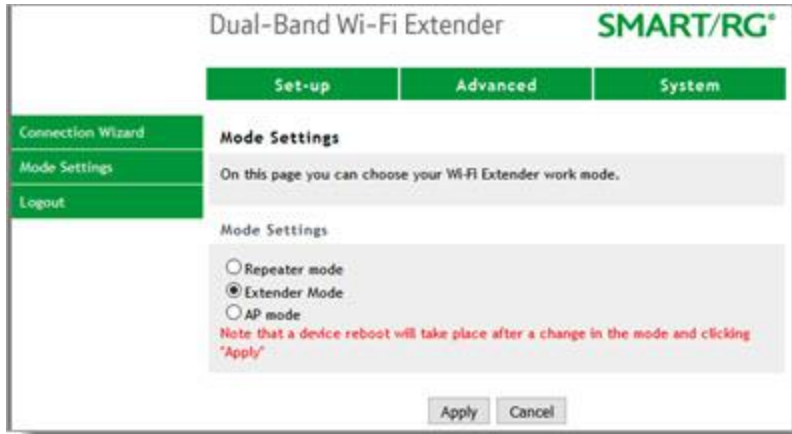 Dual-Band Wi-Fi Extender
SMART/RG®
Set-up
Advanced
System
Connection Wizard
Mode Settings
Logout
Mode Settings
On this page you can choose your Wi-Fi Extender work mode.
Mode Settings
Repeater mode
Extender Mode
AP mode
Note that a device reboot will take place after a change in the mode and clicking
"Apply"
Apply
Cancel